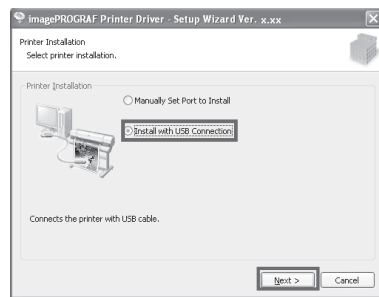 imagePROGRAF Printer Driver - Setup Wizard Ver. x.xx
Printer Installation
Select printer installation.
Printer Installation
Manually Set Port to Install
Install with USB Connection
Connects the printer with USB cable.
Next >
Cancel